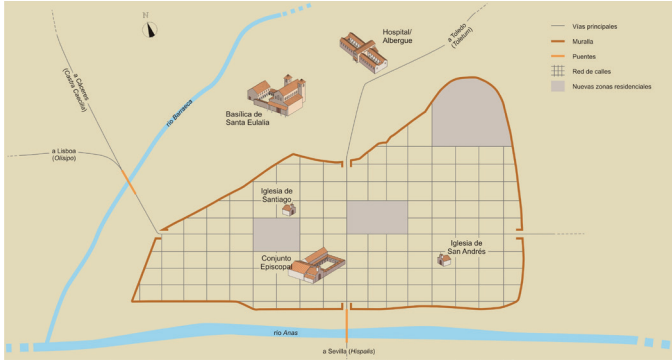 N
Hospital/
Albergue
a Toledo
(Toletum)
Vías principales
Muralla
Puentes
Red de calles
Nuevas zonas residenciales
a Cáceres
(Castra Caecilia)
río Barraeca
Basílica de
Santa Eulalia
a Lisboa
(Olisipo)
Iglesia de
Santiago
Conjunto
Episcopal
Iglesia de
San Andrés
río Anas
a Sevilla (Hispalis)